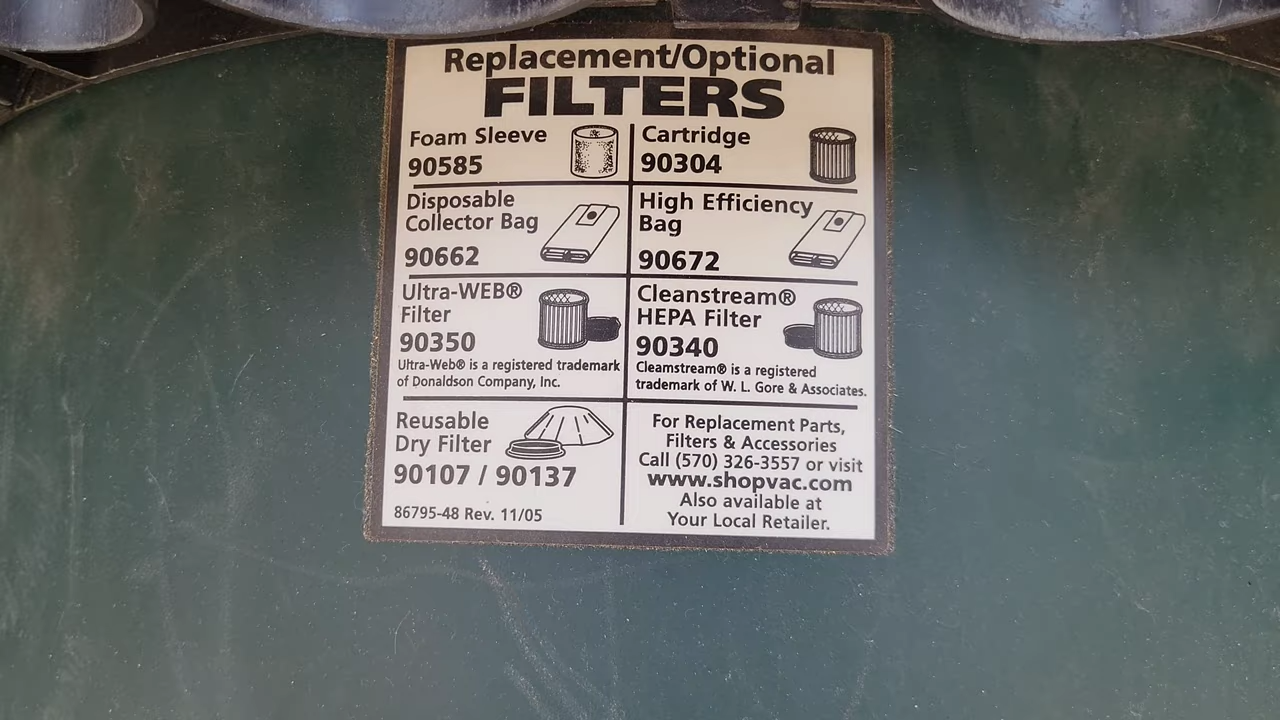 Replacement/Optional
FILTERS
Foam Sleeve
90585
Cartridge
90304
Disposable
Collector Bag
90662
High Efficiency
Bag
90672
Ultra-WEB®
Filter
90350
Ultra-Web® is a registered trademark
of Donaldson Company, Inc.
Cleanstream®
HEPA Filter
90340
Cleamstream® is a registered
trademark of W. L. Gore & Associates.
Reusable
Dry Filter
90107 / 90137
86795-48 Rev. 11/05
For Replacement Parts,
Filters & Accessories
Call (570) 326-3557 or visit
www.shopvac.com
Also available at
Your Local Retailer.